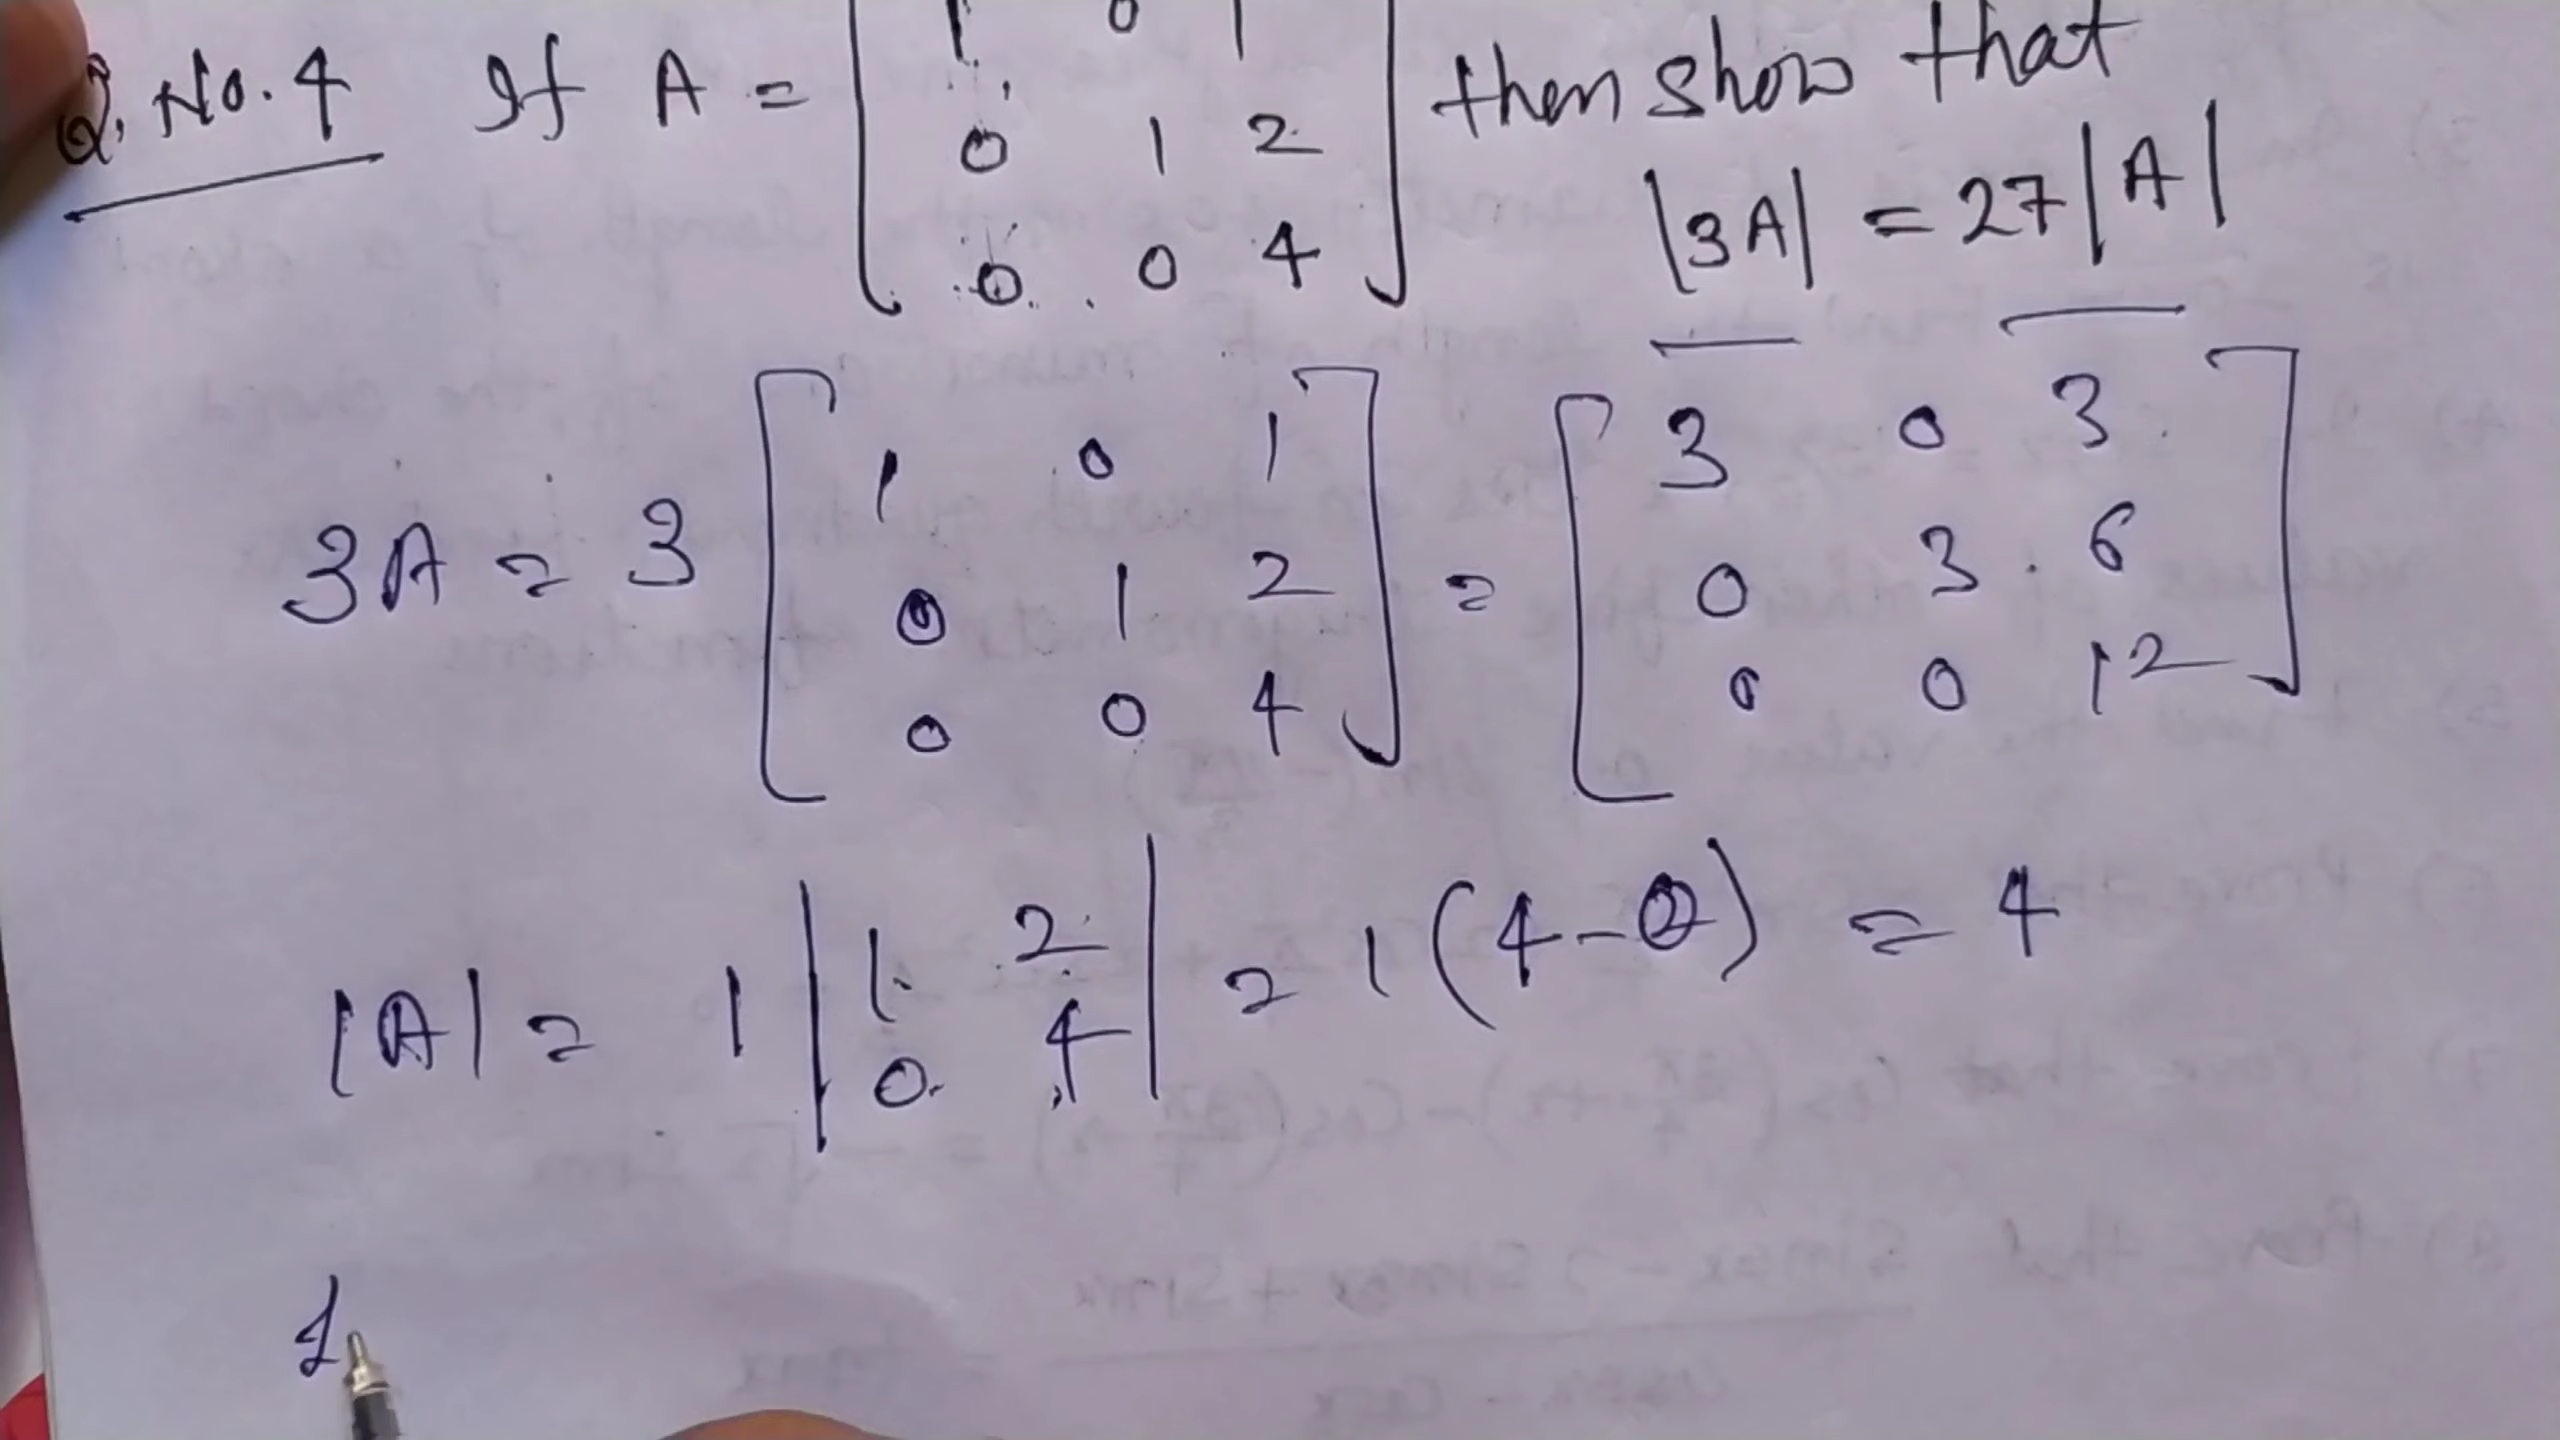 Q. No. 4 If A = [ 1 0 1 then show that
0 1 2
0 0 4 ] |3A| = 27|A|
3A = 3 [ 1 0 1
0 1 2
0 0 4 ] = [ 3 0 3
0 3 6
0 0 12 ]
|A| = 1 | 1 2
0 4 | = 1 (4-0) = 4